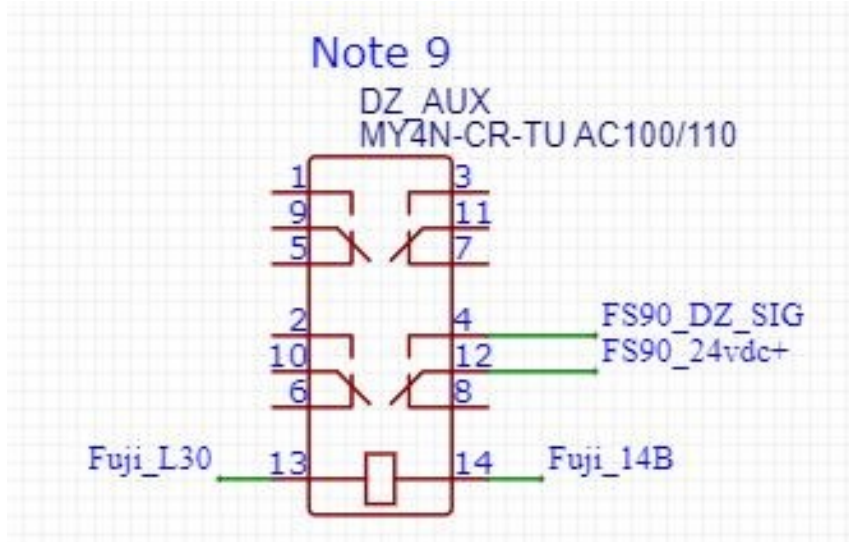 Note 9
DZ_AUX
MY4N-CR-TU AC100/110
1 3
9 11
5 7
2 4 FS90_DZ_SIG
10 12 FS90_24vdc+
6 8
Fuji_L30 13 14 Fuji_14B